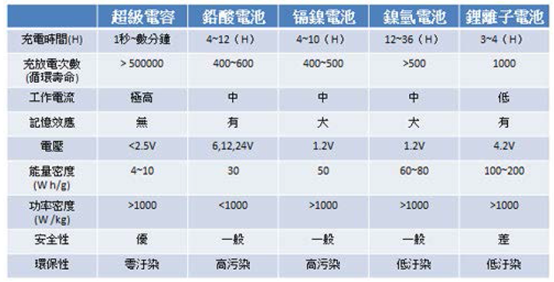 超級電容 鉛酸電池 镉鎳電池 鎳氫電池 鋰離子電池
充電時間(H) 1秒~數分鐘 4~12（H） 4~10（H） 12~36（H） 3~4（H）
充放電次數
(循環壽命) > 500000 400~600 400~500 >500 1000
工作電流 極高 中 中 中 低
記憶效應 無 有 大 大 有
電壓 <2.5V 6,12,24V 1.2V 1.2V 4.2V
能量密度
(W h/g) 4~10 30 50 60~80 100~200
功率密度
(W /kg) >1000 <1000 >1000 >1000 >1000
安全性 優 一般 一般 一般 差
環保性 零汙染 高污染 高污染 低汙染 低汙染